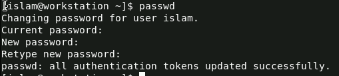 [islam@workstation ~]$ passwd
Changing password for user islam.
Current password:
New password:
Retype new password:
passwd: all authentication tokens updated successfully.